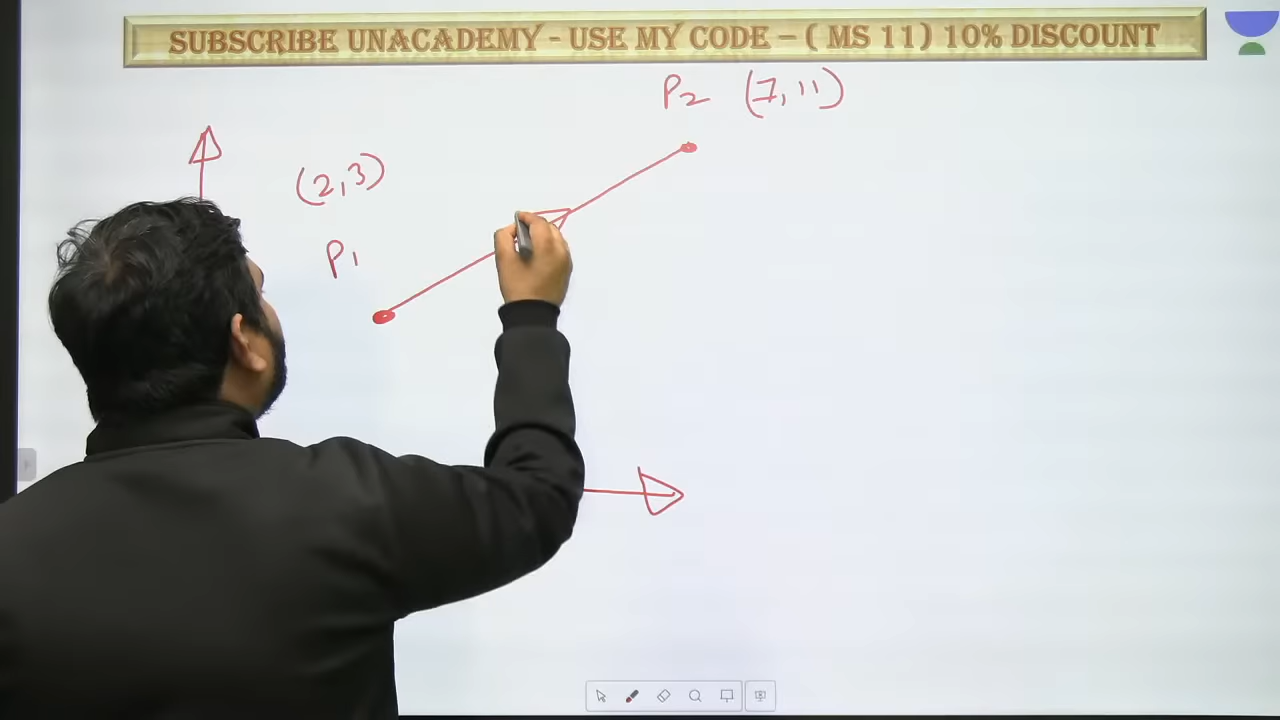 SUBSCRIBE UNACADEMY - USE MY CODE – ( MS 11) 10% DISCOUNT
P2 (7,11)
(2,3)
P1